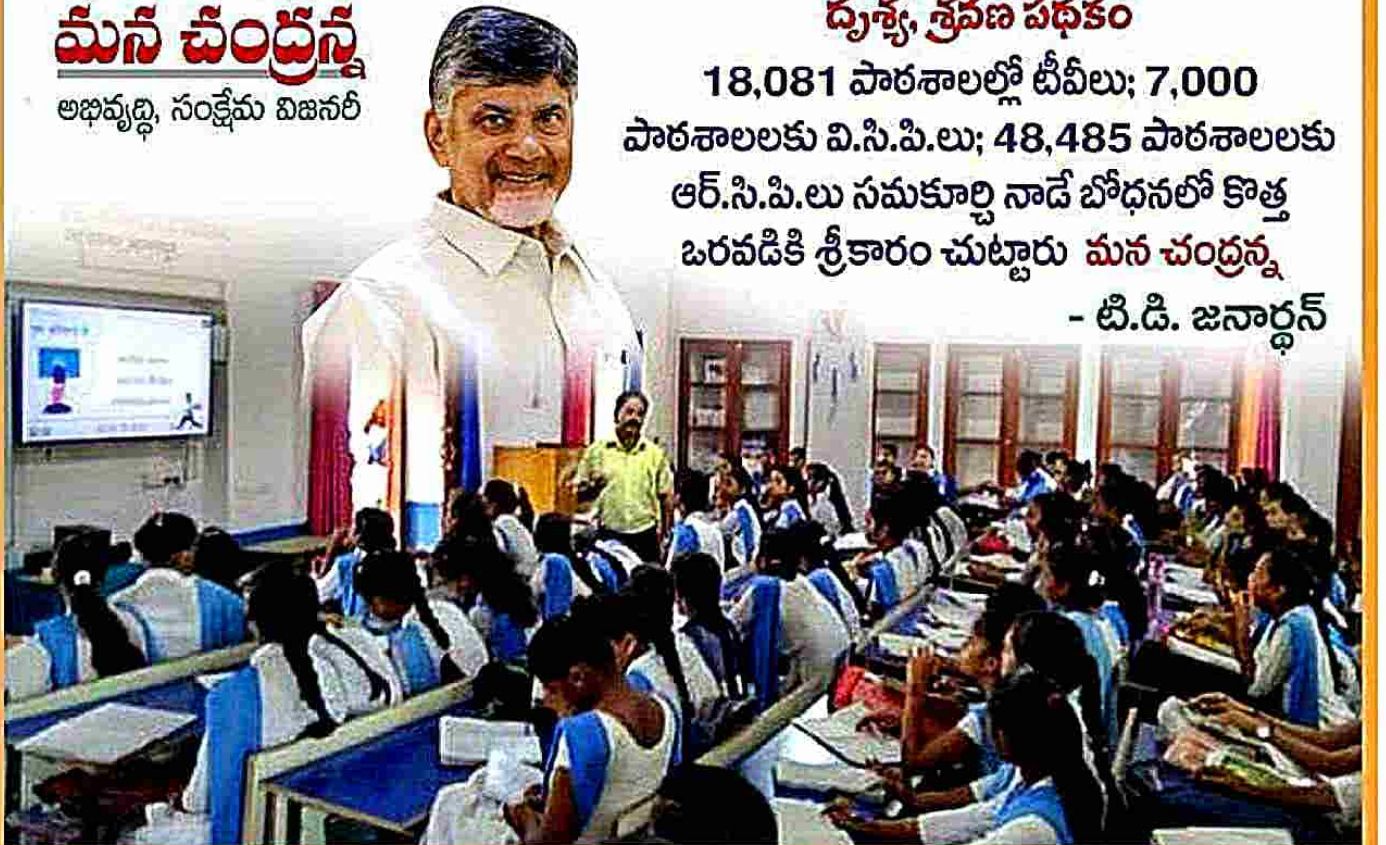 మన చంద్రన్న
అభివృద్ధి, సంక్షేమ విజనరీ
దృశ్య, శ్రవణ పథకం
18,081 పాఠశాలల్లో టీవీలు; 7,000
పాఠశాలలకు వి.సి.పి.లు; 48,485 పాఠశాలలకు
ఆర్.సి.పి.లు సమకూర్చి నాడే బోధనలో కొత్త
ఒరవడికి శ్రీకారం చుట్టారు మన చంద్రన్న
- టి.డి. జనార్థన్